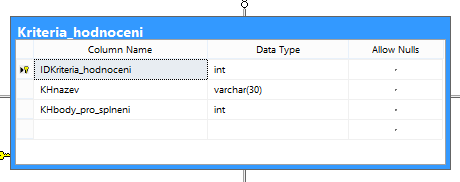 Kriteria_hodnoceni
Column Name Data Type Allow Nulls
IDKriteria_hodnoceni int
KHnazev varchar(30)
KHbody_pro_splneni int